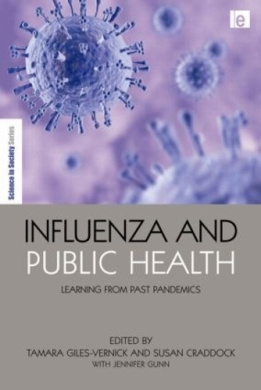 e
Science in Society Series
INFLUENZA AND
PUBLIC HEALTH
LEARNING FROM PAST PANDEMICS
EDITED BY
TAMARA GILES-VERNICK AND SUSAN CRADDOCK
WITH JENNIFER GUNN